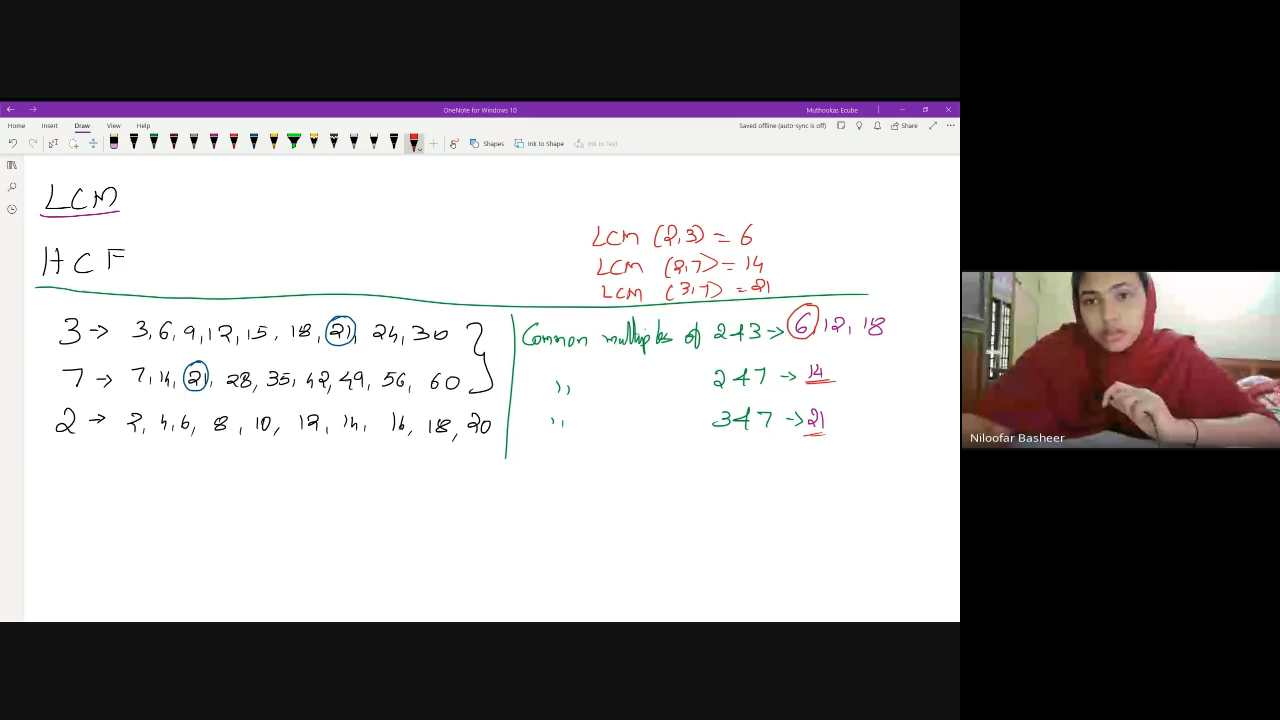 OneNote for Windows 10
Muthookas Ecube
Home Insert Draw View Help
Saved offline (auto-sync is off)
Share
Shapes
Ink to Shape
Ink to Text
LCM
HCF
LCM (2,3) = 6
LCM (2,7) = 14
LCM (3,7) = 21
3 → 3, 6, 9, 12, 15, 18, 21, 24, 30
7 → 7, 14, 21, 28, 35, 42, 49, 56, 60
2 → 2, 4, 6, 8, 10, 12, 14, 16, 18, 20
Common multiples of 2 & 3 → 6, 12, 18
,, 2 & 7 → 14
,, 3 & 7 → 21
Niloofar Basheer